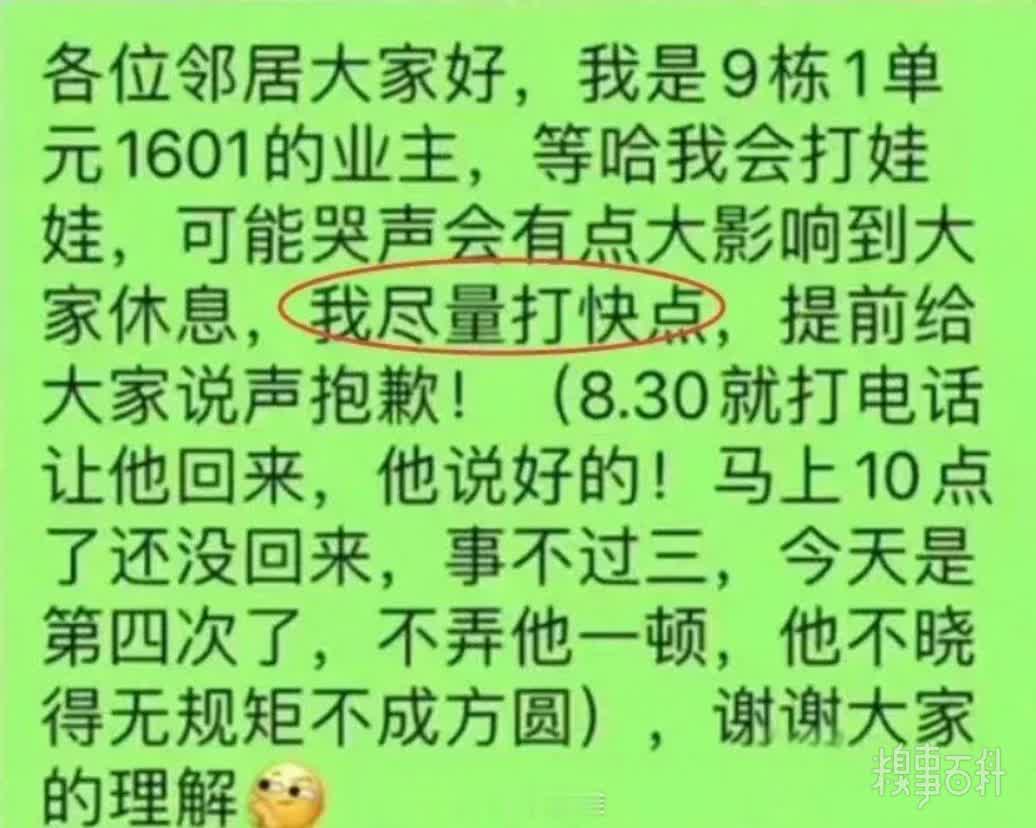 各位邻居大家好，我是9栋1单
元1601的业主，等哈我会打娃
娃，可能哭声会有点大影响到大
家休息，我尽量打快点，提前给
大家说声抱歉！（8.30就打电话
让他回来，他说好的！马上10点
了还没回来，事不过三，今天是
第四次了，不弄他一顿，他不晓
得无规矩不成方圆），谢谢大家
的理解
糗事百科